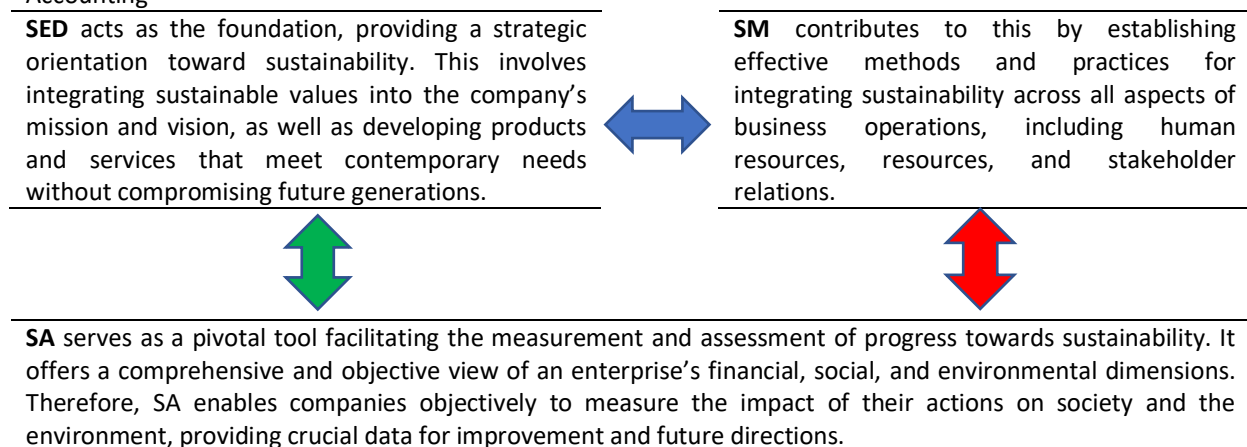 Accounting
SED acts as the foundation, providing a strategic
orientation toward sustainability. This involves
integrating sustainable values into the company’s
mission and vision, as well as developing products
and services that meet contemporary needs
without compromising future generations.
SM contributes to this by establishing
effective methods and practices for
integrating sustainability across all aspects of
business operations, including human
resources, resources, and stakeholder
relations.
SA serves as a pivotal tool facilitating the measurement and assessment of progress towards sustainability. It
offers a comprehensive and objective view of an enterprise’s financial, social, and environmental dimensions.
Therefore, SA enables companies objectively to measure the impact of their actions on society and the
environment, providing crucial data for improvement and future directions.